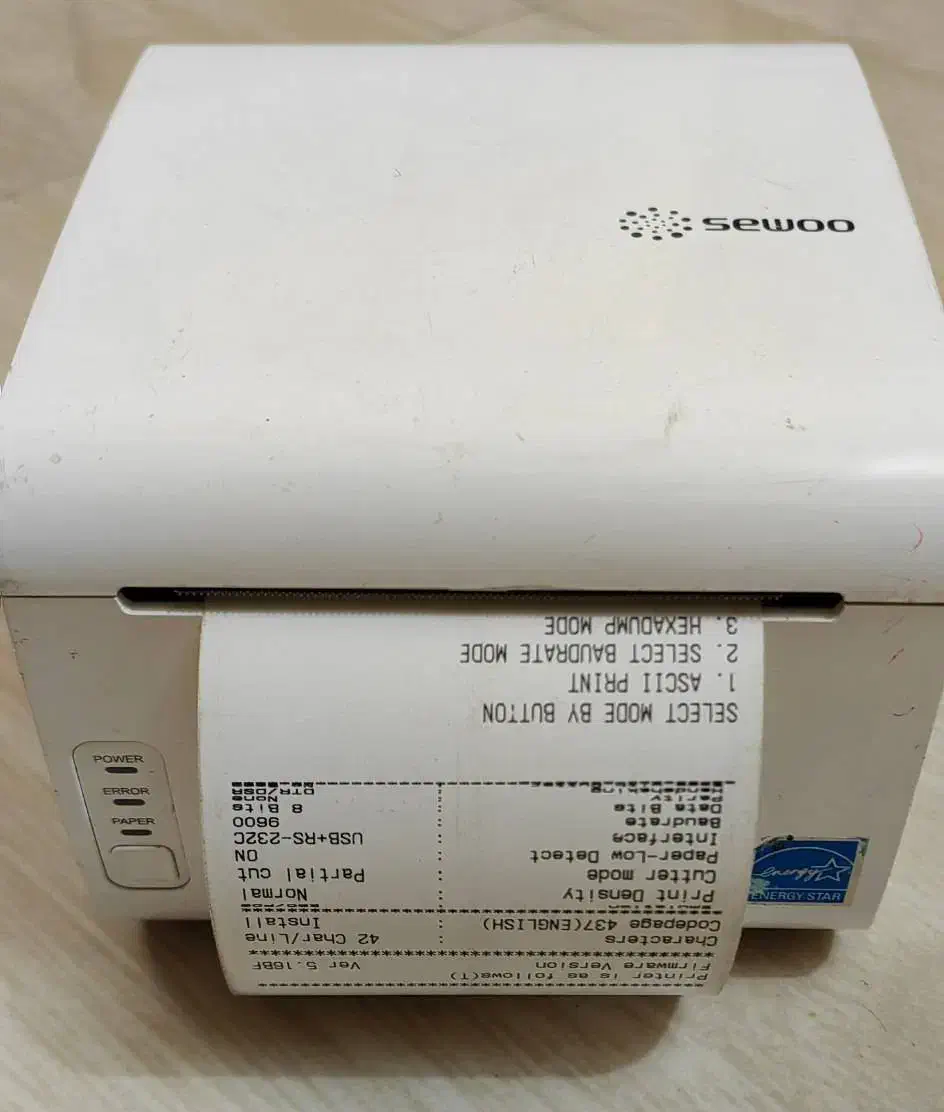 sewoo
POWER
ERROR
PAPER
energy
ENERGY STAR
************************************************
Printer is as follows(T)
Firmware Version Ver 5.16BF
************************************************
Characters : 42 Char/Line
Codepage 437(ENGLISH) : Install
************************************************
Print Density : Normal
Cutter mode : Partial cut
Paper-Low Detect : ON
Interface : USB+RS-232C
Baudrate : 9600
Data Bits : 8 Bits
Parity : None
Handshaking : DTR/DSR
SELECT MODE BY BUTTON
1. ASCII PRINT
2. SELECT BAUDRATE MODE
3. HEXADUMP MODE